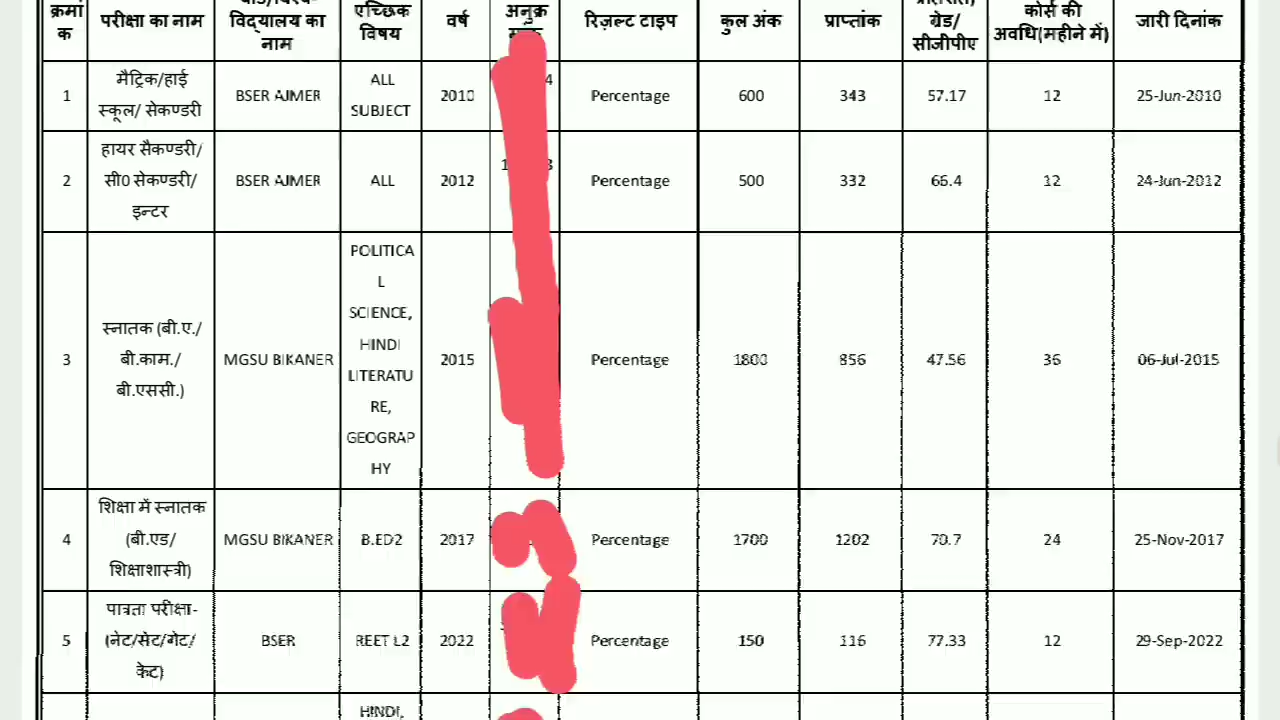 क्रमांक परीक्षा का नाम विद्यालय का नाम एच्छिक विषय वर्ष अनुक्र रिज़ल्ट टाइप कुल अंक प्राप्तांक ग्रेड/ सीजीपीए कोर्स की अवधि(महीने में) जारी दिनांक
1 मैट्रिक/हाई स्कूल/ सेकण्डरी BSER AJMER ALL SUBJECT 2010 4 Percentage 600 343 57.17 12 25-Jun-2010
2 हायर सैकण्डरी/ सी0 सेकण्डरी/ इन्टर BSER AJMER ALL 2012 Percentage 500 332 66.4 12 24-Jun-2012
3 स्नातक (बी.ए./ बी.काम./ बी.एससी.) MGSU BIKANER POLITICAL SCIENCE, HINDI LITERATURE, GEOGRAPHY 2015 Percentage 1800 856 47.56 36 06-Jul-2015
4 शिक्षा में स्नातक (बी.एड/ शिक्षाशास्त्री) MGSU BIKANER B.ED2 2017 Percentage 1700 1202 70.7 24 25-Nov-2017
5 पात्रता परीक्षा- (नेट/सेट/गेट/ केट) BSER REET L2 2022 Percentage 150 116 77.33 12 29-Sep-2022
HINDI,